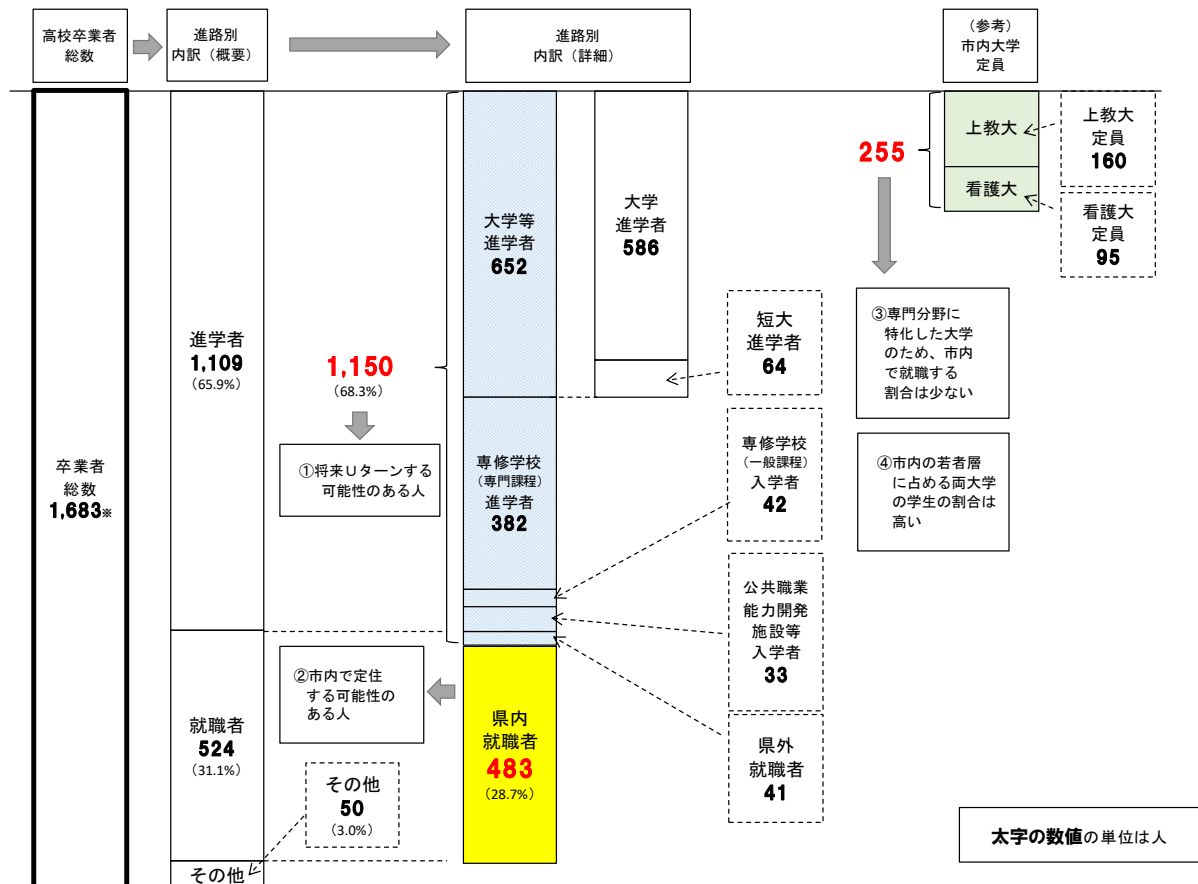 高校卒業者
総数
進路別
内訳（概要）
進路別
内訳（詳細）
（参考）
市内大学
定員
卒業者
総数
1,683※
進学者
1,109
（65.9%）
就職者
524
（31.1%）
その他
その他
50
（3.0%）
1,150
（68.3%）
①将来Uターンする
可能性のある人
②市内で定住
する可能性の
ある人
大学等
進学者
652
専修学校
（専門課程）
進学者
382
県内
就職者
483
（28.7%）
大学
進学者
586
短大
進学者
64
専修学校
（一般課程）
入学者
42
公共職業
能力開発
施設等
入学者
33
県外
就職者
41
255
上教大
看護大
上教大
定員
160
看護大
定員
95
③専門分野に
特化した大学
のため、市内
で就職する
割合は少ない
④市内の若者層
に占める両大学
の学生の割合は
高い
太字の数値の単位は人